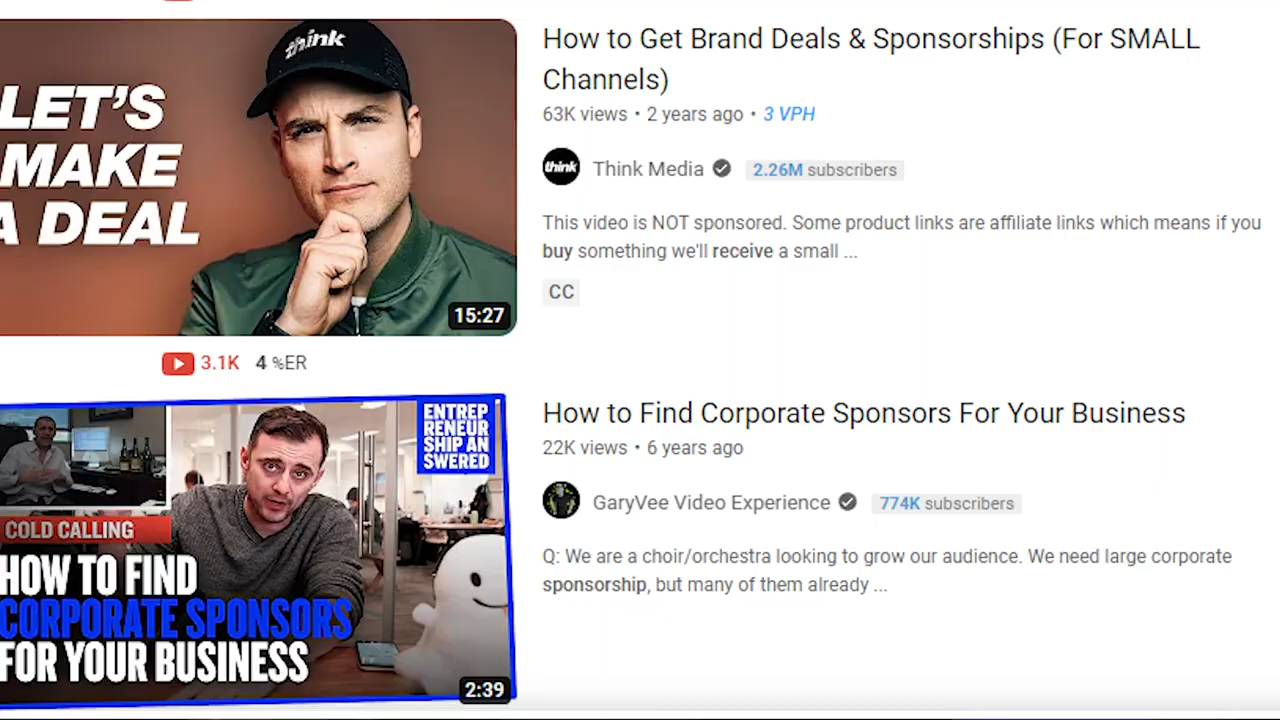 think
LET'S
MAKE
A DEAL
15:27
How to Get Brand Deals & Sponsorships (For SMALL
Channels)
63K views • 2 years ago • 3 VPH
think
Think Media
2.26M subscribers
This video is NOT sponsored. Some product links are affiliate links which means if you
buy something we'll receive a small ...
CC
3.1K 4 %ER
ENTREP
RENEUR
SHIP AN
SWERED
COLD CALLING
HOW TO FIND
CORPORATE SPONSORS
FOR YOUR BUSINESS
2:39
How to Find Corporate Sponsors For Your Business
22K views • 6 years ago
GaryVee Video Experience
774K subscribers
Q: We are a choir/orchestra looking to grow our audience. We need large corporate
sponsorship, but many of them already ...